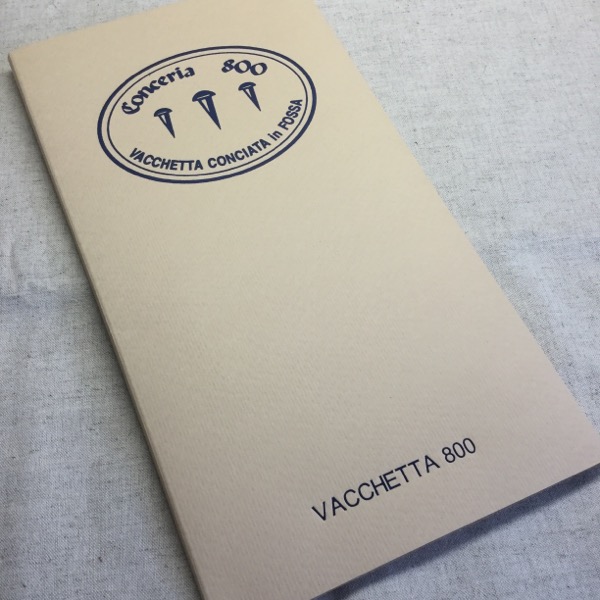 Conceria 800
VACCHETTA CONCIATA in FOSSA
VACCHETTA 800